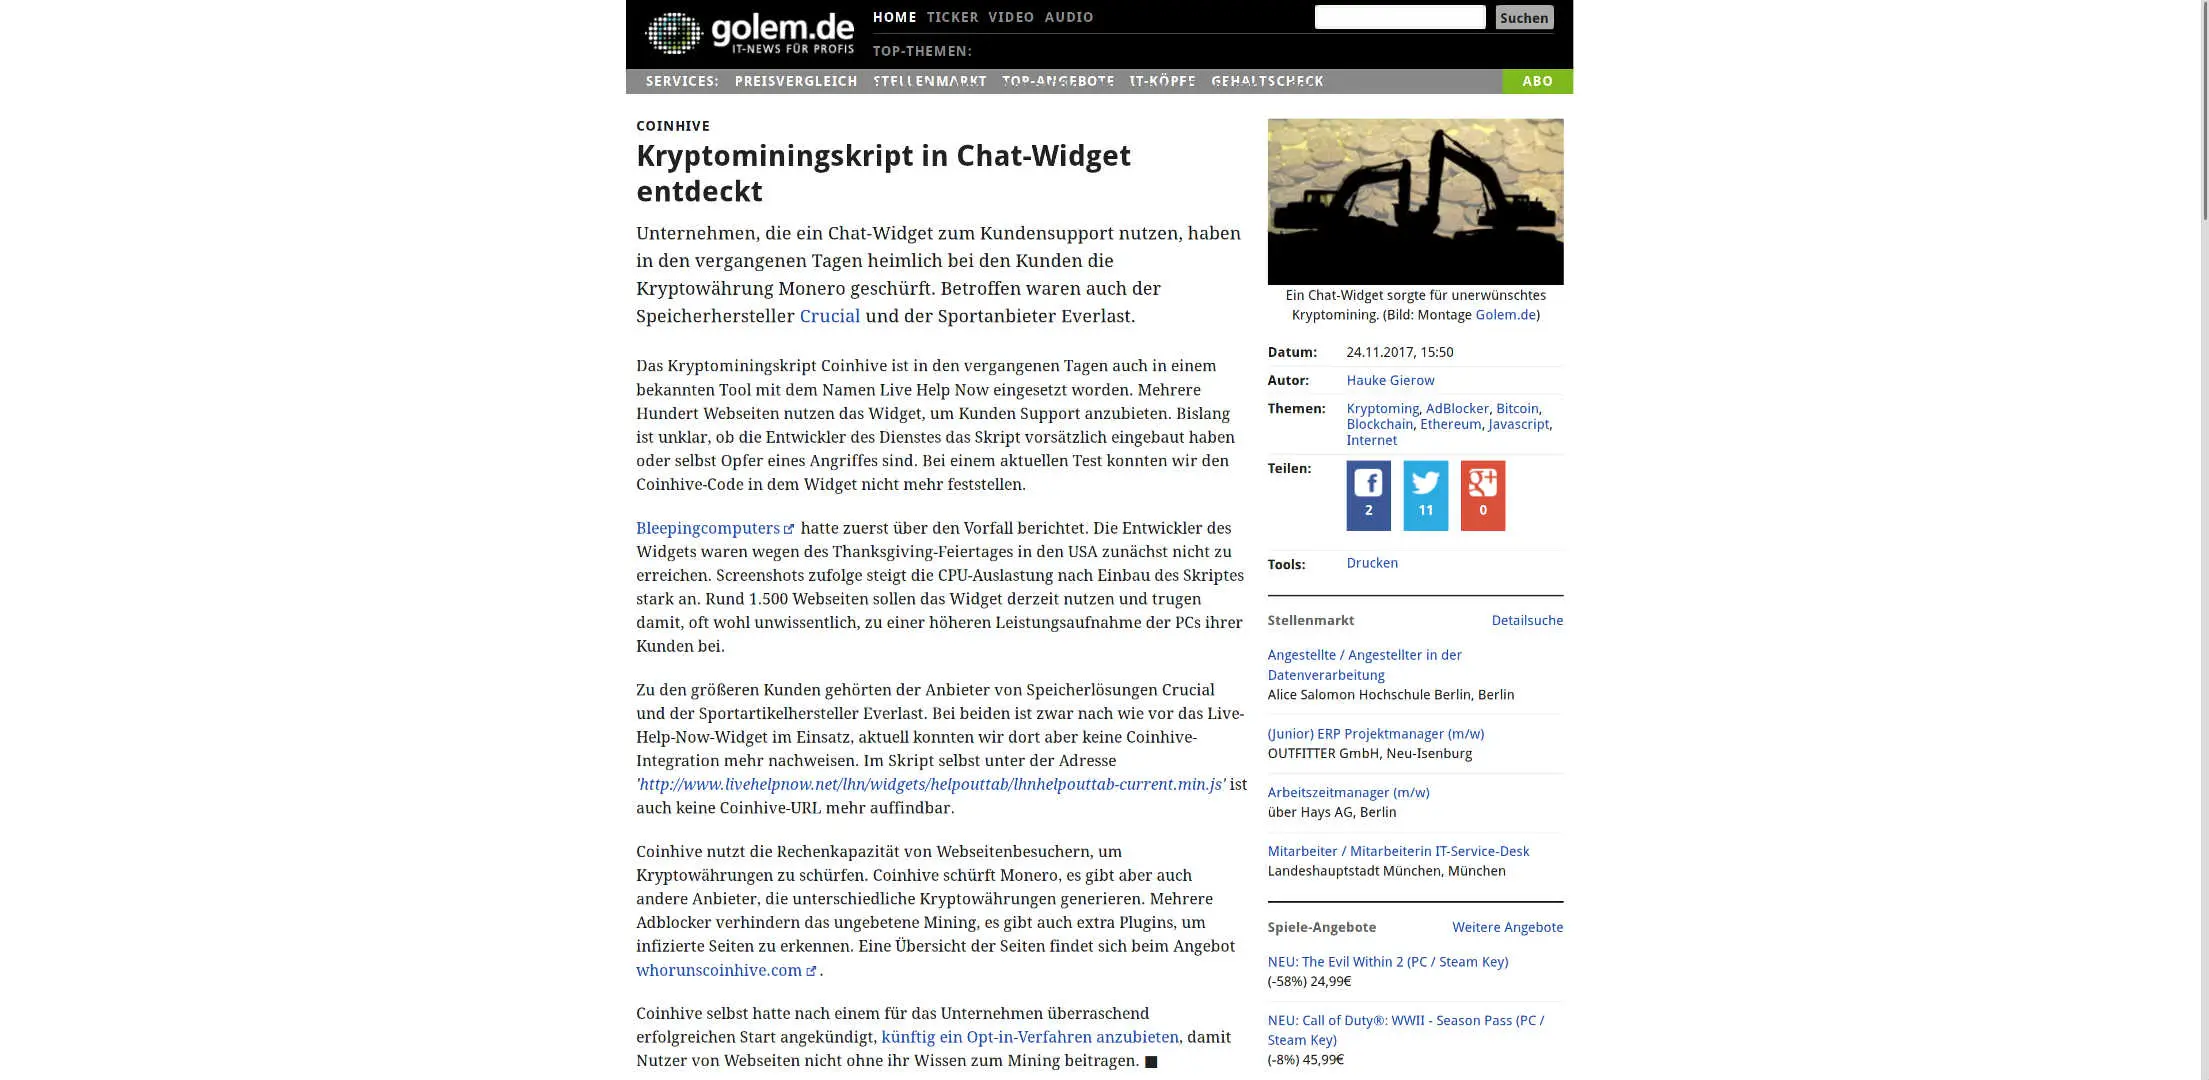 golem.de
IT-NEWS FÜR PROFIS
HOME TICKER VIDEO AUDIO
Suchen
TOP-THEMEN:
SERVICES: PREISVERGLEICH STELLENMARKT TOP-ANGEBOTE IT-KÖPFE GEHALTSCHECK ABO
COINHIVE
Kryptominingskript in Chat-Widget
entdeckt
Unternehmen, die ein Chat-Widget zum Kundensupport nutzen, haben
in den vergangenen Tagen heimlich bei den Kunden die
Kryptowährung Monero geschürft. Betroffen waren auch der
Speicherhersteller Crucial und der Sportanbieter Everlast.
Das Kryptominingskript Coinhive ist in den vergangenen Tagen auch in einem
bekannten Tool mit dem Namen Live Help Now eingesetzt worden. Mehrere
Hundert Webseiten nutzen das Widget, um Kunden Support anzubieten. Bislang
ist unklar, ob die Entwickler des Dienstes das Skript vorsätzlich eingebaut haben
oder selbst Opfer eines Angriffes sind. Bei einem aktuellen Test konnten wir den
Coinhive-Code in dem Widget nicht mehr feststellen.
Bleepingcomputers hatte zuerst über den Vorfall berichtet. Die Entwickler des
Widgets waren wegen des Thanksgiving-Feiertages in den USA zunächst nicht zu
erreichen. Screenshots zufolge steigt die CPU-Auslastung nach Einbau des Skriptes
stark an. Rund 1.500 Webseiten sollen das Widget derzeit nutzen und trugen
damit, oft wohl unwissentlich, zu einer höheren Leistungsaufnahme der PCs ihrer
Kunden bei.
Zu den größeren Kunden gehörten der Anbieter von Speicherlösungen Crucial
und der Sportartikelhersteller Everlast. Bei beiden ist zwar nach wie vor das Live-
Help-Now-Widget im Einsatz, aktuell konnten wir dort aber keine Coinhive-
Integration mehr nachweisen. Im Skript selbst unter der Adresse
'http://www.livehelpnow.net/lhn/widgets/helpouttab/lhnhelpouttab-current.min.js' ist
auch keine Coinhive-URL mehr auffindbar.
Coinhive nutzt die Rechenkapazität von Webseitenbesuchern, um
Kryptowährungen zu schürfen. Coinhive schürft Monero, es gibt aber auch
andere Anbieter, die unterschiedliche Kryptowährungen generieren. Mehrere
Adblocker verhindern das ungebetene Mining, es gibt auch extra Plugins, um
infizierte Seiten zu erkennen. Eine Übersicht der Seiten findet sich beim Angebot
whorunscoinhive.com .
Coinhive selbst hatte nach einem für das Unternehmen überraschend
erfolgreichen Start angekündigt, künftig ein Opt-in-Verfahren anzubieten, damit
Nutzer von Webseiten nicht ohne ihr Wissen zum Mining beitragen. ■
Ein Chat-Widget sorgte für unerwünschtes
Kryptomining. (Bild: Montage Golem.de)
Datum: 24.11.2017, 15:50
Autor: Hauke Gierow
Themen: Kryptoming, AdBlocker, Bitcoin,
Blockchain, Ethereum, Javascript,
Internet
Teilen:
2 11 0
Tools: Drucken
Stellenmarkt Detailsuche
Angestellte / Angestellter in der
Datenverarbeitung
Alice Salomon Hochschule Berlin, Berlin
(Junior) ERP Projektmanager (m/w)
OUTFITTER GmbH, Neu-Isenburg
Arbeitszeitmanager (m/w)
über Hays AG, Berlin
Mitarbeiter / Mitarbeiterin IT-Service-Desk
Landeshauptstadt München, München
Spiele-Angebote Weitere Angebote
NEU: The Evil Within 2 (PC / Steam Key)
(-58%) 24,99€
NEU: Call of Duty®: WWII - Season Pass (PC /
Steam Key)
(-8%) 45,99€